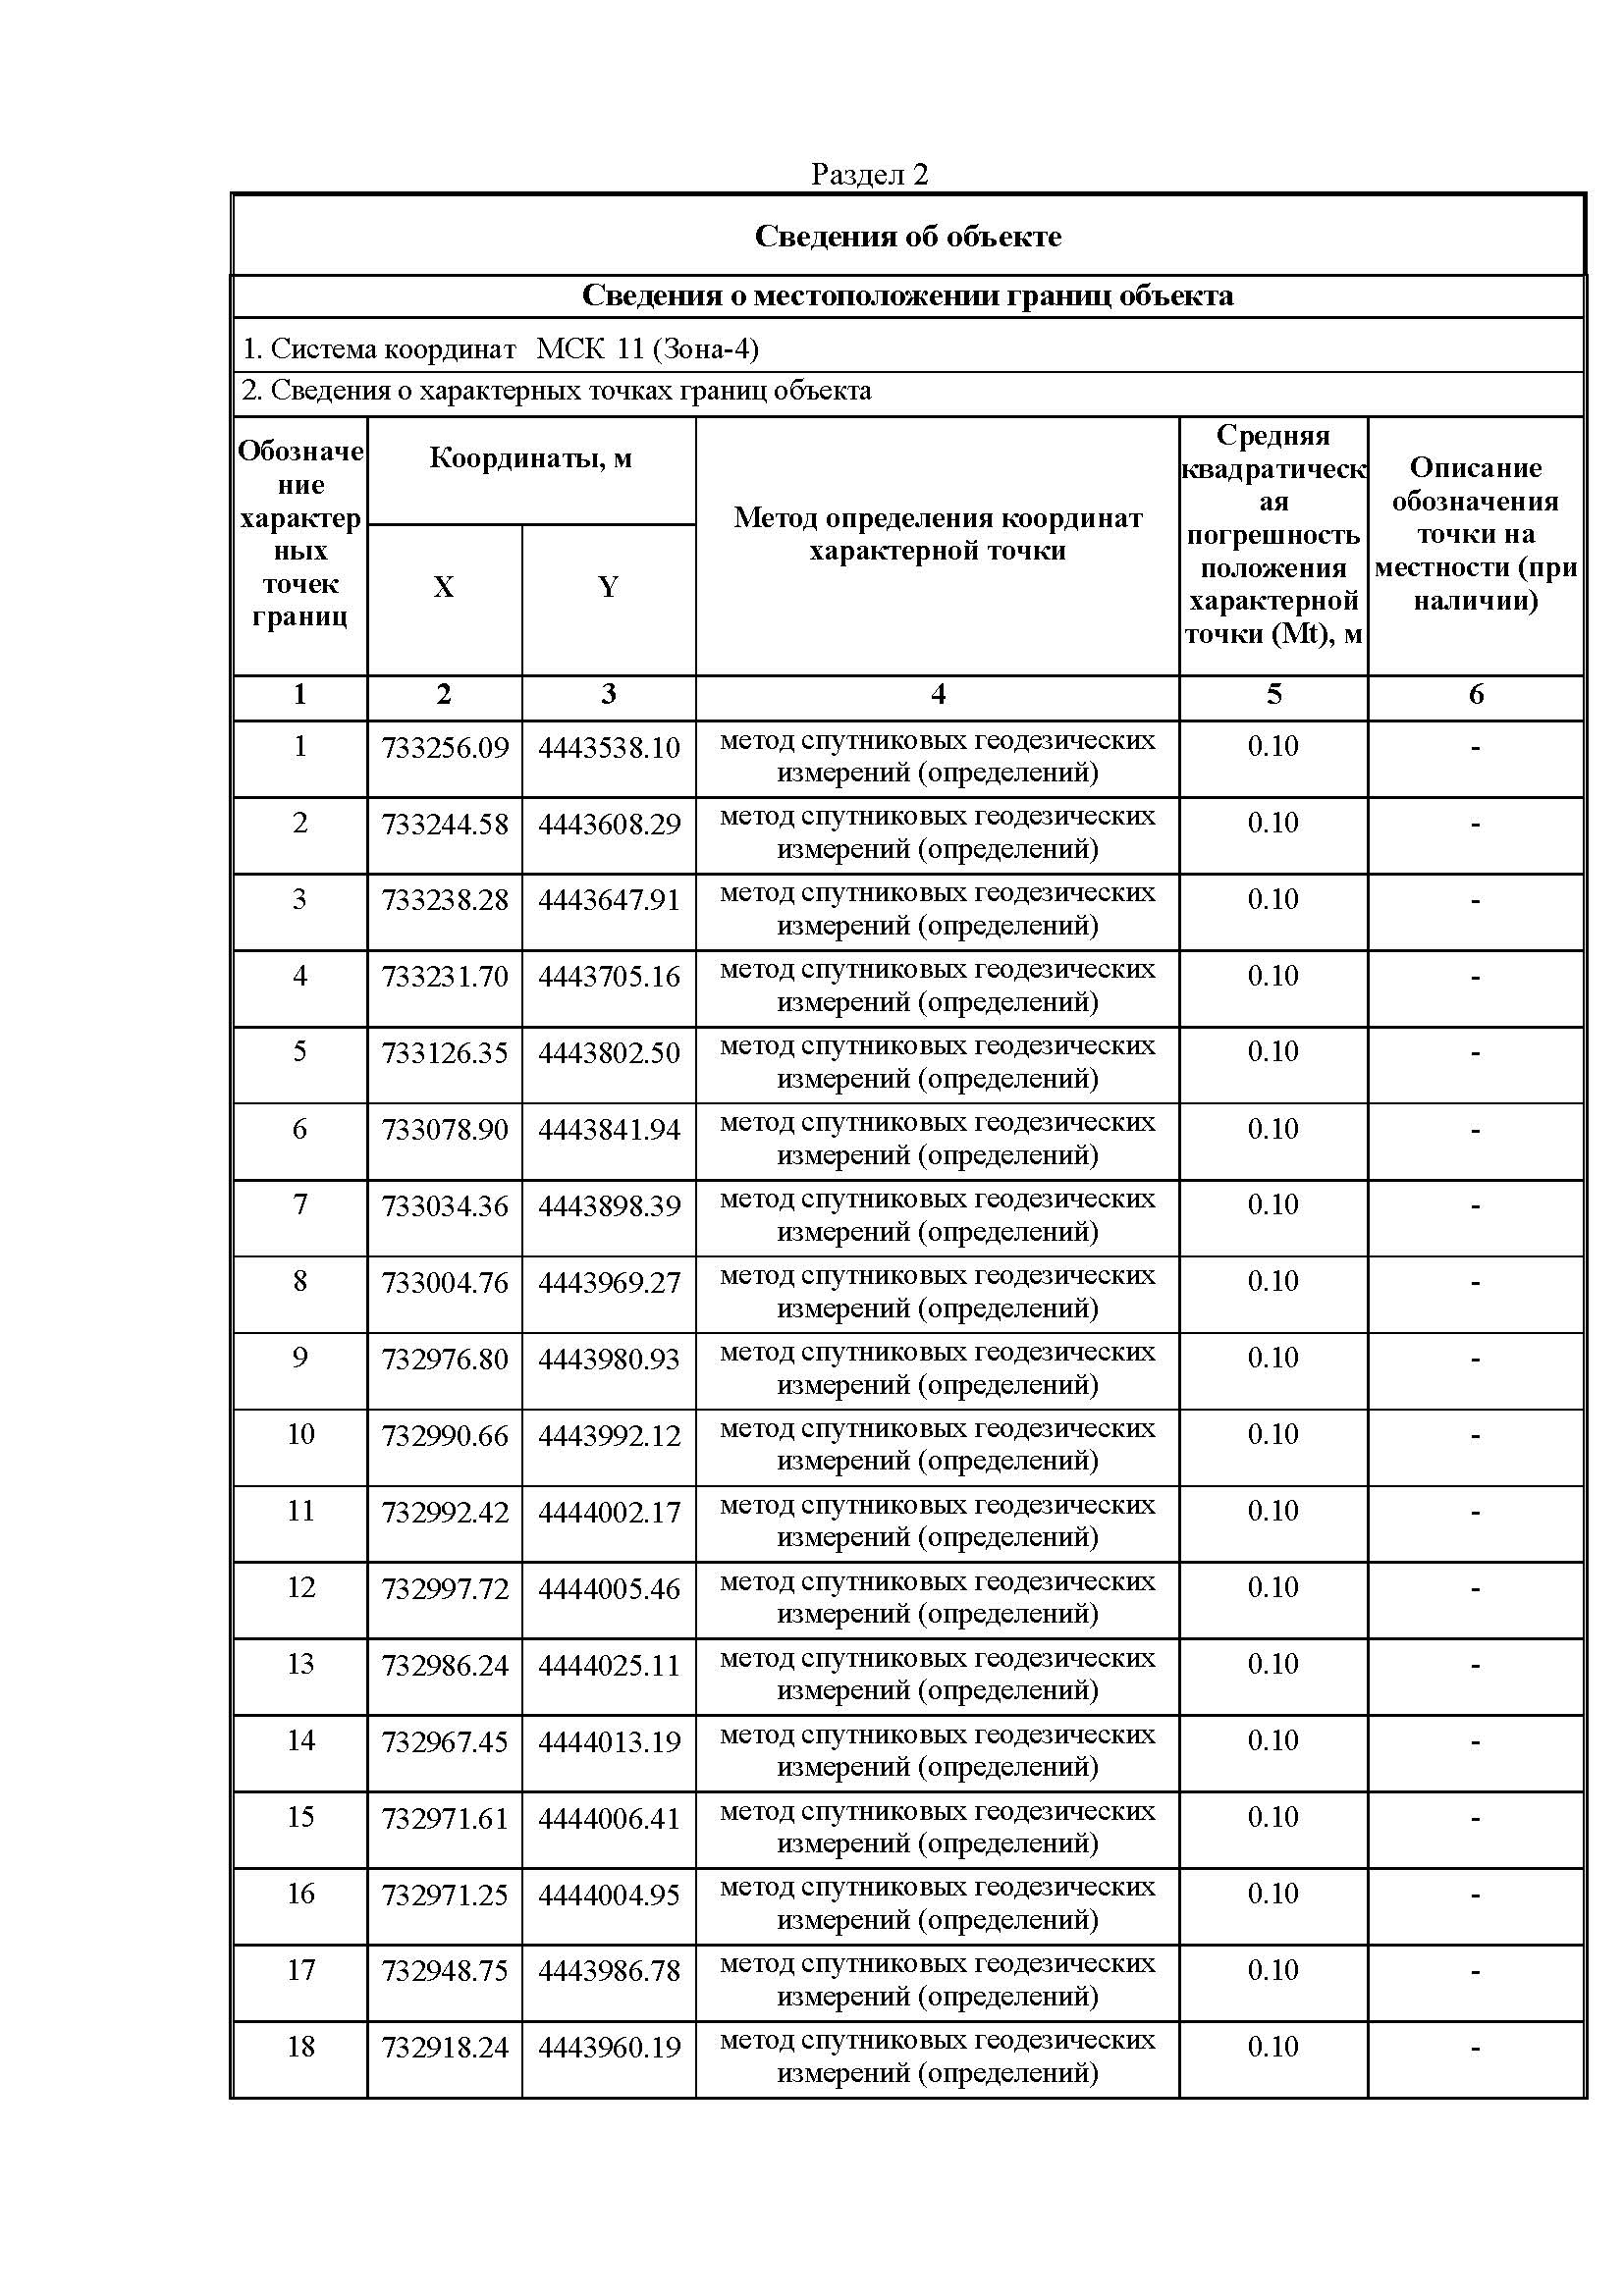 Раздел 2
Сведения об объекте
Сведения о местоположении границ объекта
1. Система координат МСК 11 (Зона-4)
2. Сведения о характерных точках границ объекта
Обозначе
ние
характер
ных
точек
границ
Координаты, м
X
Y
Метод определения координат
характерной точки
Средняя
квадратическ
ая
погрешность
положения
характерной
точки (Mt), м
Описание
обозначения
точки на
местности (при
наличии)
1 2 3 4 5 6
1 733256.09 4443538.10 метод спутниковых геодезических 0.10 -
измерений (определений)
2 733244.58 4443608.29 метод спутниковых геодезических 0.10 -
измерений (определений)
3 733238.28 4443647.91 метод спутниковых геодезических 0.10 -
измерений (определений)
4 733231.70 4443705.16 метод спутниковых геодезических 0.10 -
измерений (определений)
5 733126.35 4443802.50 метод спутниковых геодезических 0.10 -
измерений (определений)
6 733078.90 4443841.94 метод спутниковых геодезических 0.10 -
измерений (определений)
7 733034.36 4443898.39 метод спутниковых геодезических 0.10 -
измерений (определений)
8 733004.76 4443969.27 метод спутниковых геодезических 0.10 -
измерений (определений)
9 732976.80 4443980.93 метод спутниковых геодезических 0.10 -
измерений (определений)
10 732990.66 4443992.12 метод спутниковых геодезических 0.10 -
измерений (определений)
11 732992.42 4444002.17 метод спутниковых геодезических 0.10 -
измерений (определений)
12 732997.72 4444005.46 метод спутниковых геодезических 0.10 -
измерений (определений)
13 732986.24 4444025.11 метод спутниковых геодезических 0.10 -
измерений (определений)
14 732967.45 4444013.19 метод спутниковых геодезических 0.10 -
измерений (определений)
15 732971.61 4444006.41 метод спутниковых геодезических 0.10 -
измерений (определений)
16 732971.25 4444004.95 метод спутниковых геодезических 0.10 -
измерений (определений)
17 732948.75 4443986.78 метод спутниковых геодезических 0.10 -
измерений (определений)
18 732918.24 4443960.19 метод спутниковых геодезических 0.10 -
измерений (определений)